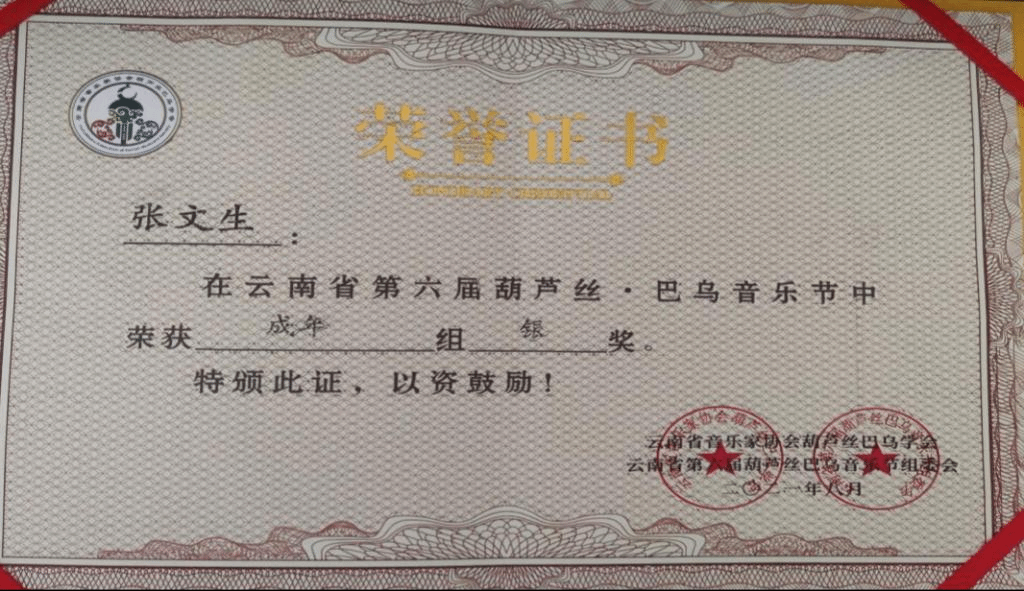 荣誉证书
HONORARY CREDENTIAL
张文生：
在云南省第六届葫芦丝·巴乌音乐节中
荣获成年组银奖。
特颁此证，以资鼓励！
云南省音乐家协会葫芦丝巴乌学会
云南省第六届葫芦丝巴乌音乐节组委会
二〇二一年八月